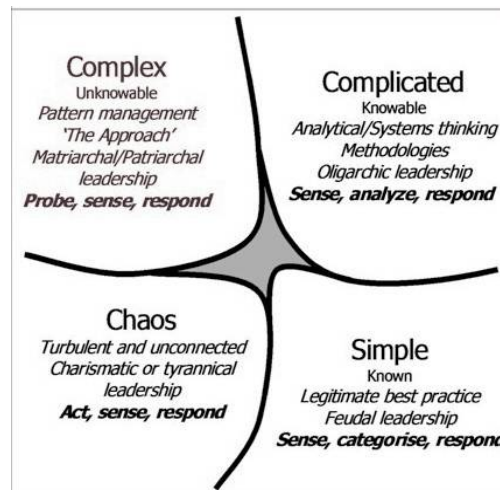 Complex
Unknowable
Pattern management
‘The Approach’
Matriarchal/Patriarchal
leadership
Probe, sense, respond
Complicated
Knowable
Analytical/Systems thinking
Methodologies
Oligarchic leadership
Sense, analyze, respond
Chaos
Turbulent and unconnected
Charismatic or tyrannical
leadership
Act, sense, respond
Simple
Known
Legitimate best practice
Feudal leadership
Sense, categorise, respond